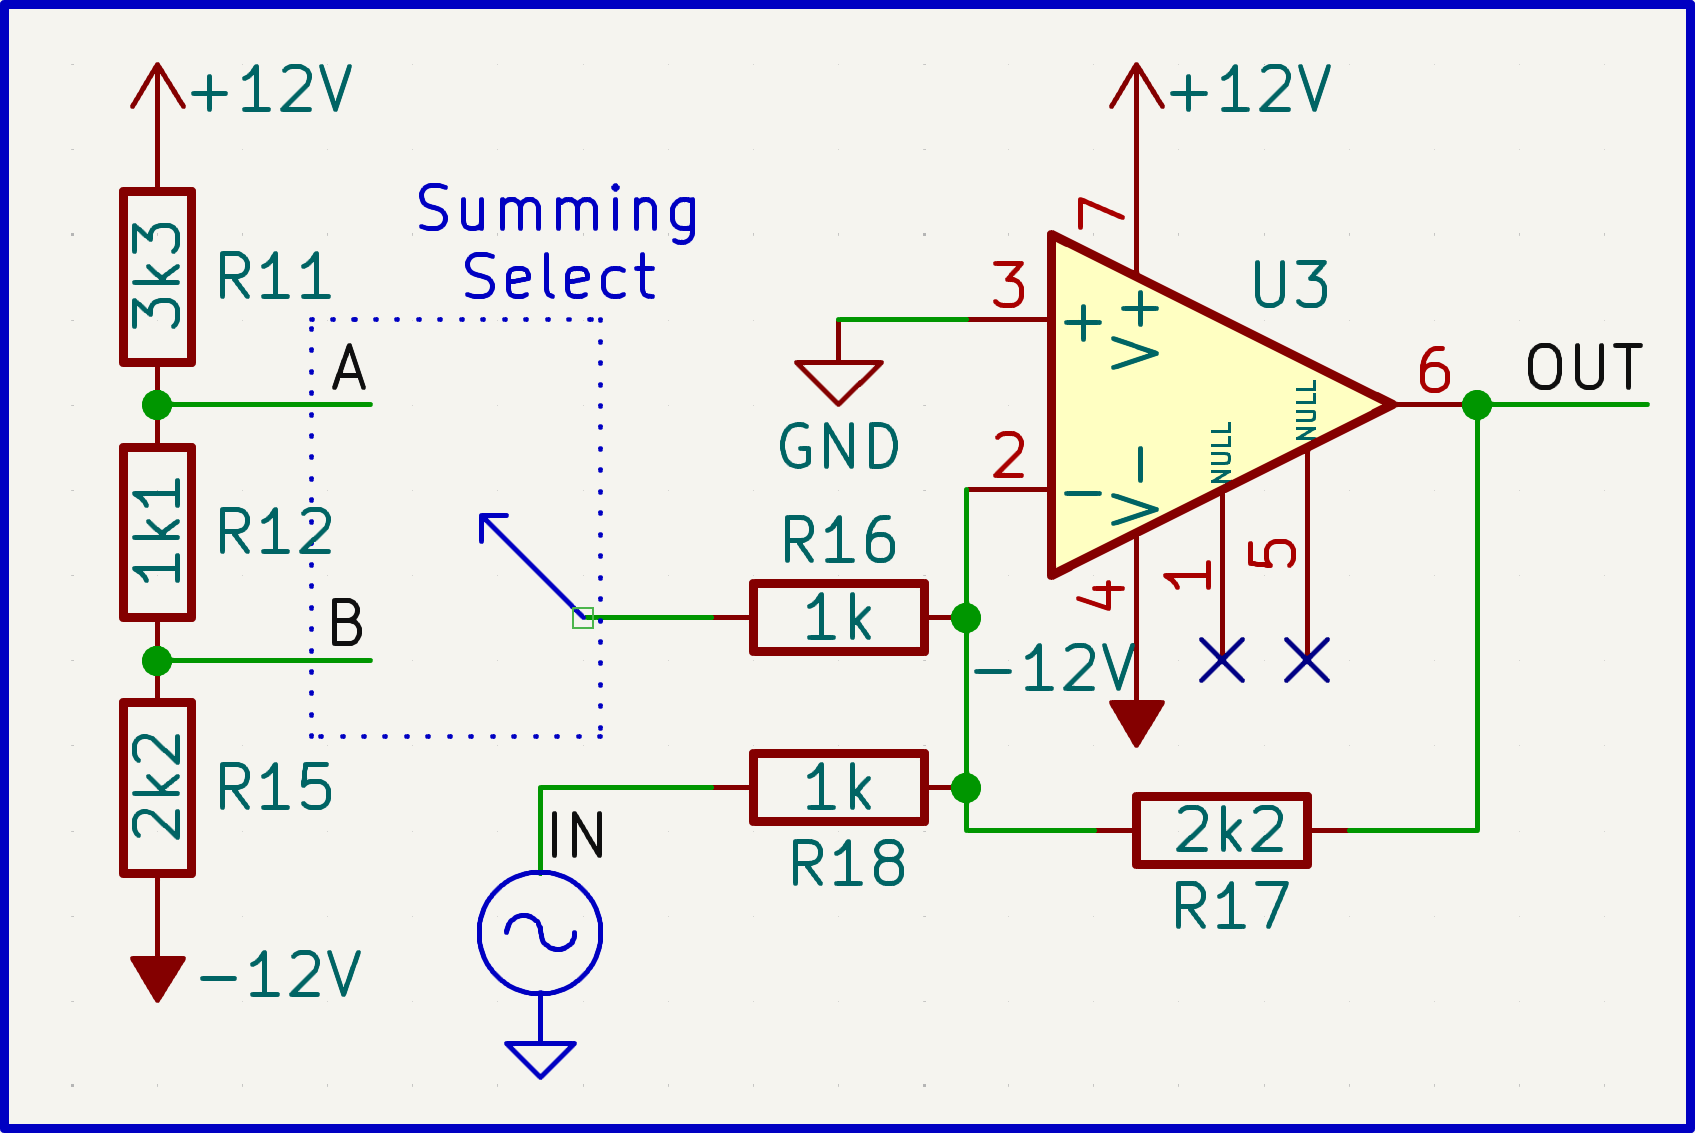 +12V
+12V
7
Summing
Select
3k3
R11
3
+
V+
U3
A
6
OUT
NULL
GND
2
-
V-
NULL
1k1
R12
R16
1k
4
1
5
B
-12V
2k2
R15
1k
R18
IN
2k2
R17
-12V